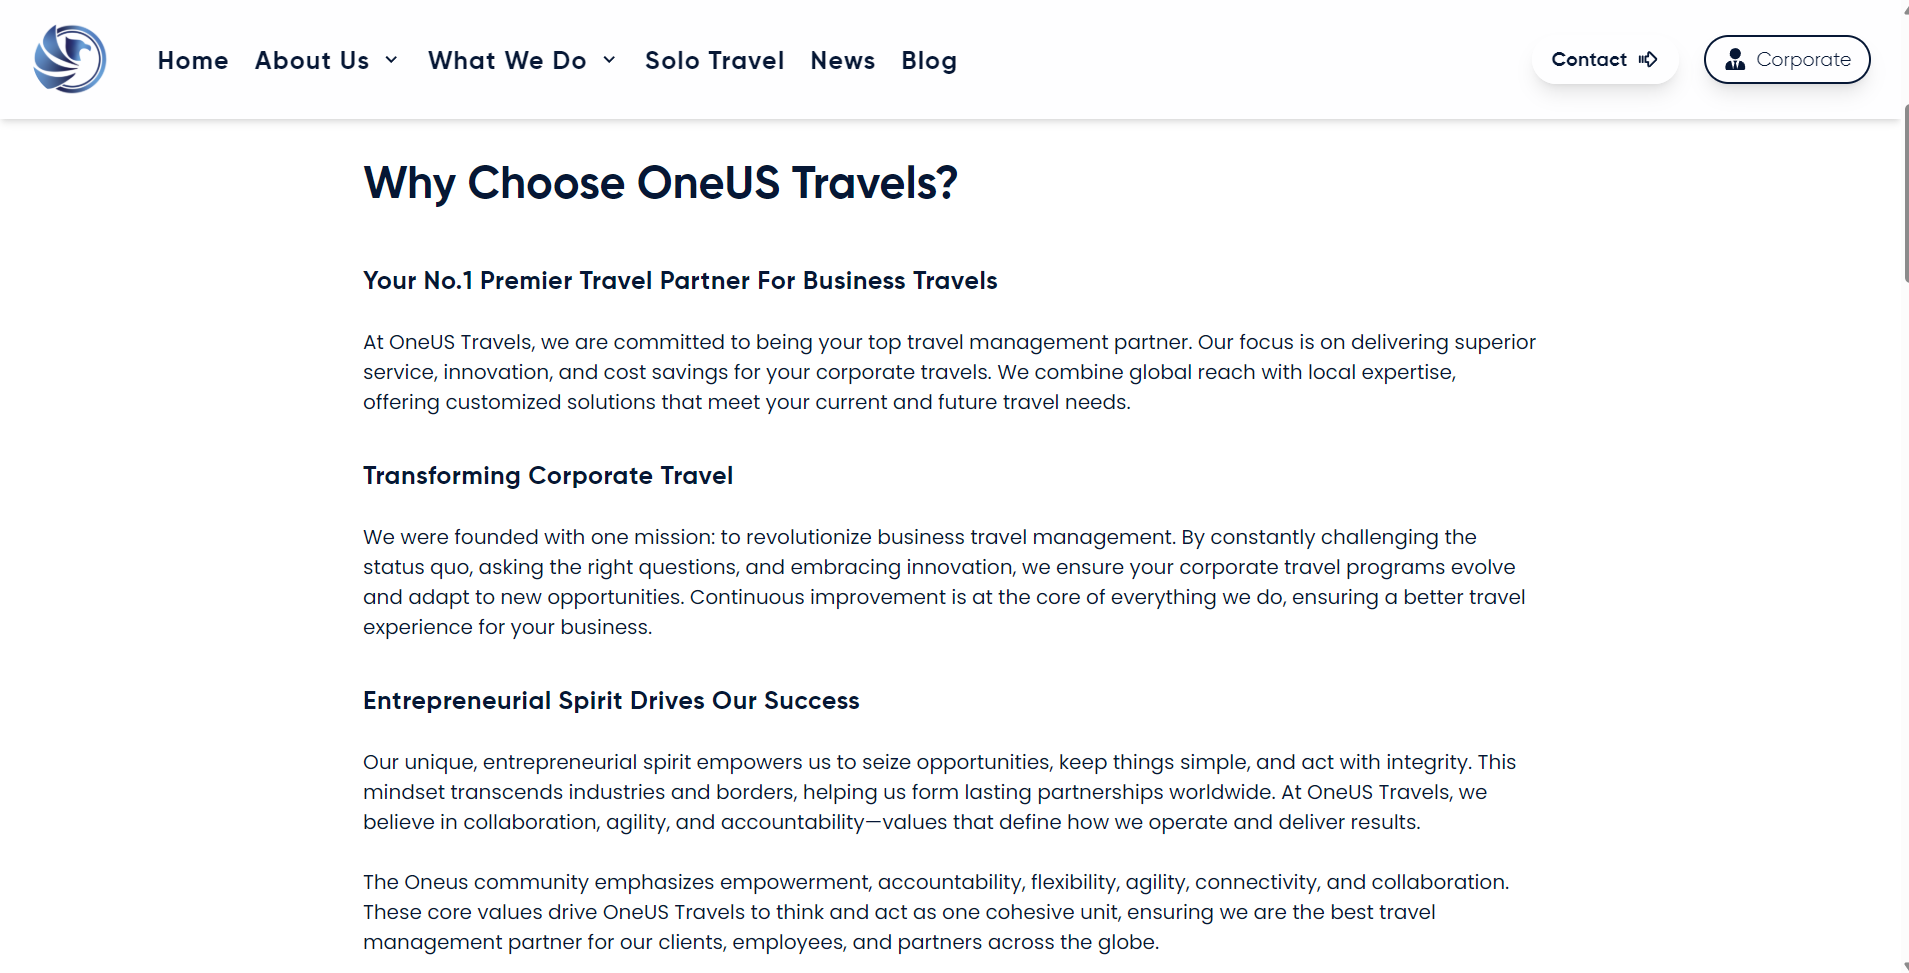 Home About Us What We Do Solo Travel News Blog Contact Corporate
Why Choose OneUS Travels?
Your No.1 Premier Travel Partner For Business Travels
At OneUS Travels, we are committed to being your top travel management partner. Our focus is on delivering superior
service, innovation, and cost savings for your corporate travels. We combine global reach with local expertise,
offering customized solutions that meet your current and future travel needs.
Transforming Corporate Travel
We were founded with one mission: to revolutionize business travel management. By constantly challenging the
status quo, asking the right questions, and embracing innovation, we ensure your corporate travel programs evolve
and adapt to new opportunities. Continuous improvement is at the core of everything we do, ensuring a better travel
experience for your business.
Entrepreneurial Spirit Drives Our Success
Our unique, entrepreneurial spirit empowers us to seize opportunities, keep things simple, and act with integrity. This
mindset transcends industries and borders, helping us form lasting partnerships worldwide. At OneUS Travels, we
believe in collaboration, agility, and accountability—values that define how we operate and deliver results.
The Oneus community emphasizes empowerment, accountability, flexibility, agility, connectivity, and collaboration.
These core values drive OneUS Travels to think and act as one cohesive unit, ensuring we are the best travel
management partner for our clients, employees, and partners across the globe.